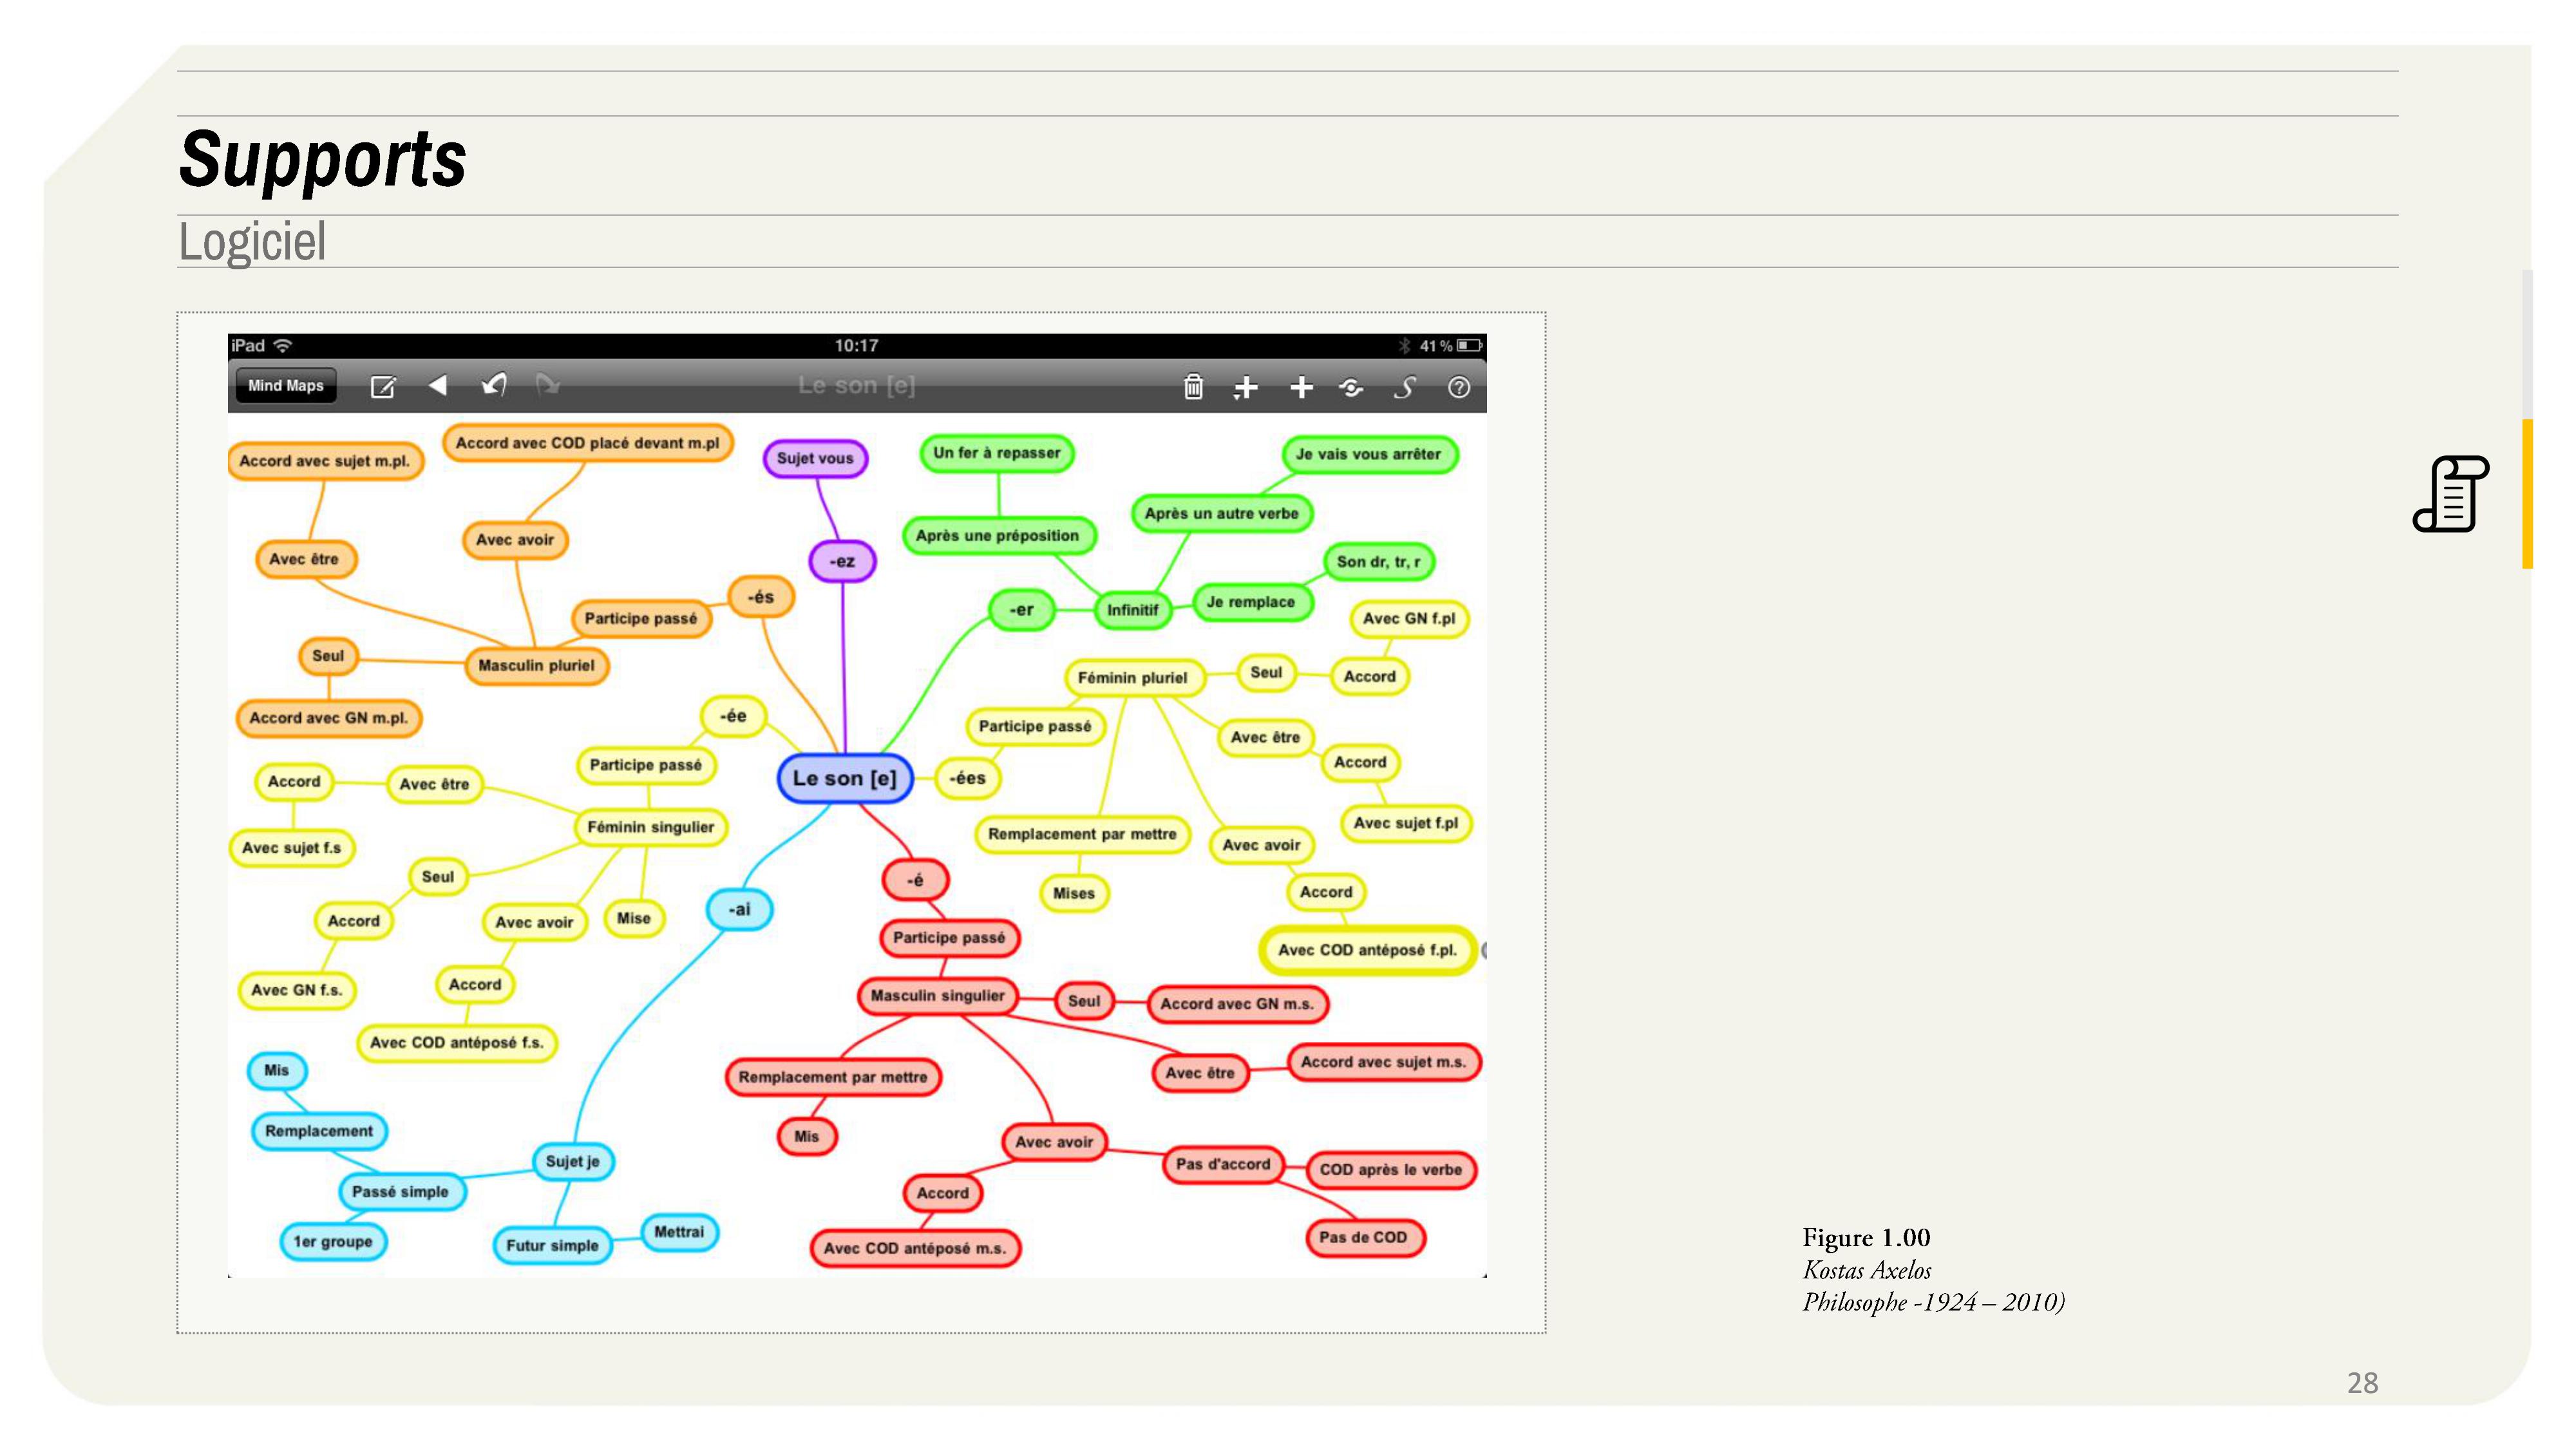 Supports
Logiciel
iPad
10:17
41 %
Mind Maps
Le son [e]
Accord avec sujet m.pl.
Accord avec COD placé devant m.pl
Avec être
Avec avoir
Participe passé
-és
Seul
Masculin pluriel
Accord avec GN m.pl.
Sujet vous
-ez
Un fer à repasser
Je vais vous arrêter
Après une préposition
Après un autre verbe
Son dr, tr, r
-er
Infinitif
Je remplace
-ée
Participe passé
Accord
Avec être
Féminin singulier
Avec sujet f.s
Seul
Accord
Avec avoir
Mise
Avec GN f.s.
Accord
Avec COD antéposé f.s.
Le son [e]
-ées
Participe passé
Féminin pluriel
Seul
Accord
Avec GN f.pl
Avec être
Accord
Avec sujet f.pl
Remplacement par mettre
Mises
Avec avoir
Accord
Avec COD antéposé f.pl.
-ai
Sujet je
Mis
Remplacement
Passé simple
1er groupe
Futur simple
Mettrai
-é
Participe passé
Masculin singulier
Seul
Accord avec GN m.s.
Remplacement par mettre
Mis
Avec être
Accord avec sujet m.s.
Avec avoir
Pas d'accord
COD après le verbe
Pas de COD
Accord
Avec COD antéposé m.s.
Figure 1.00
Kostas Axelos
Philosophe -1924 – 2010)
28